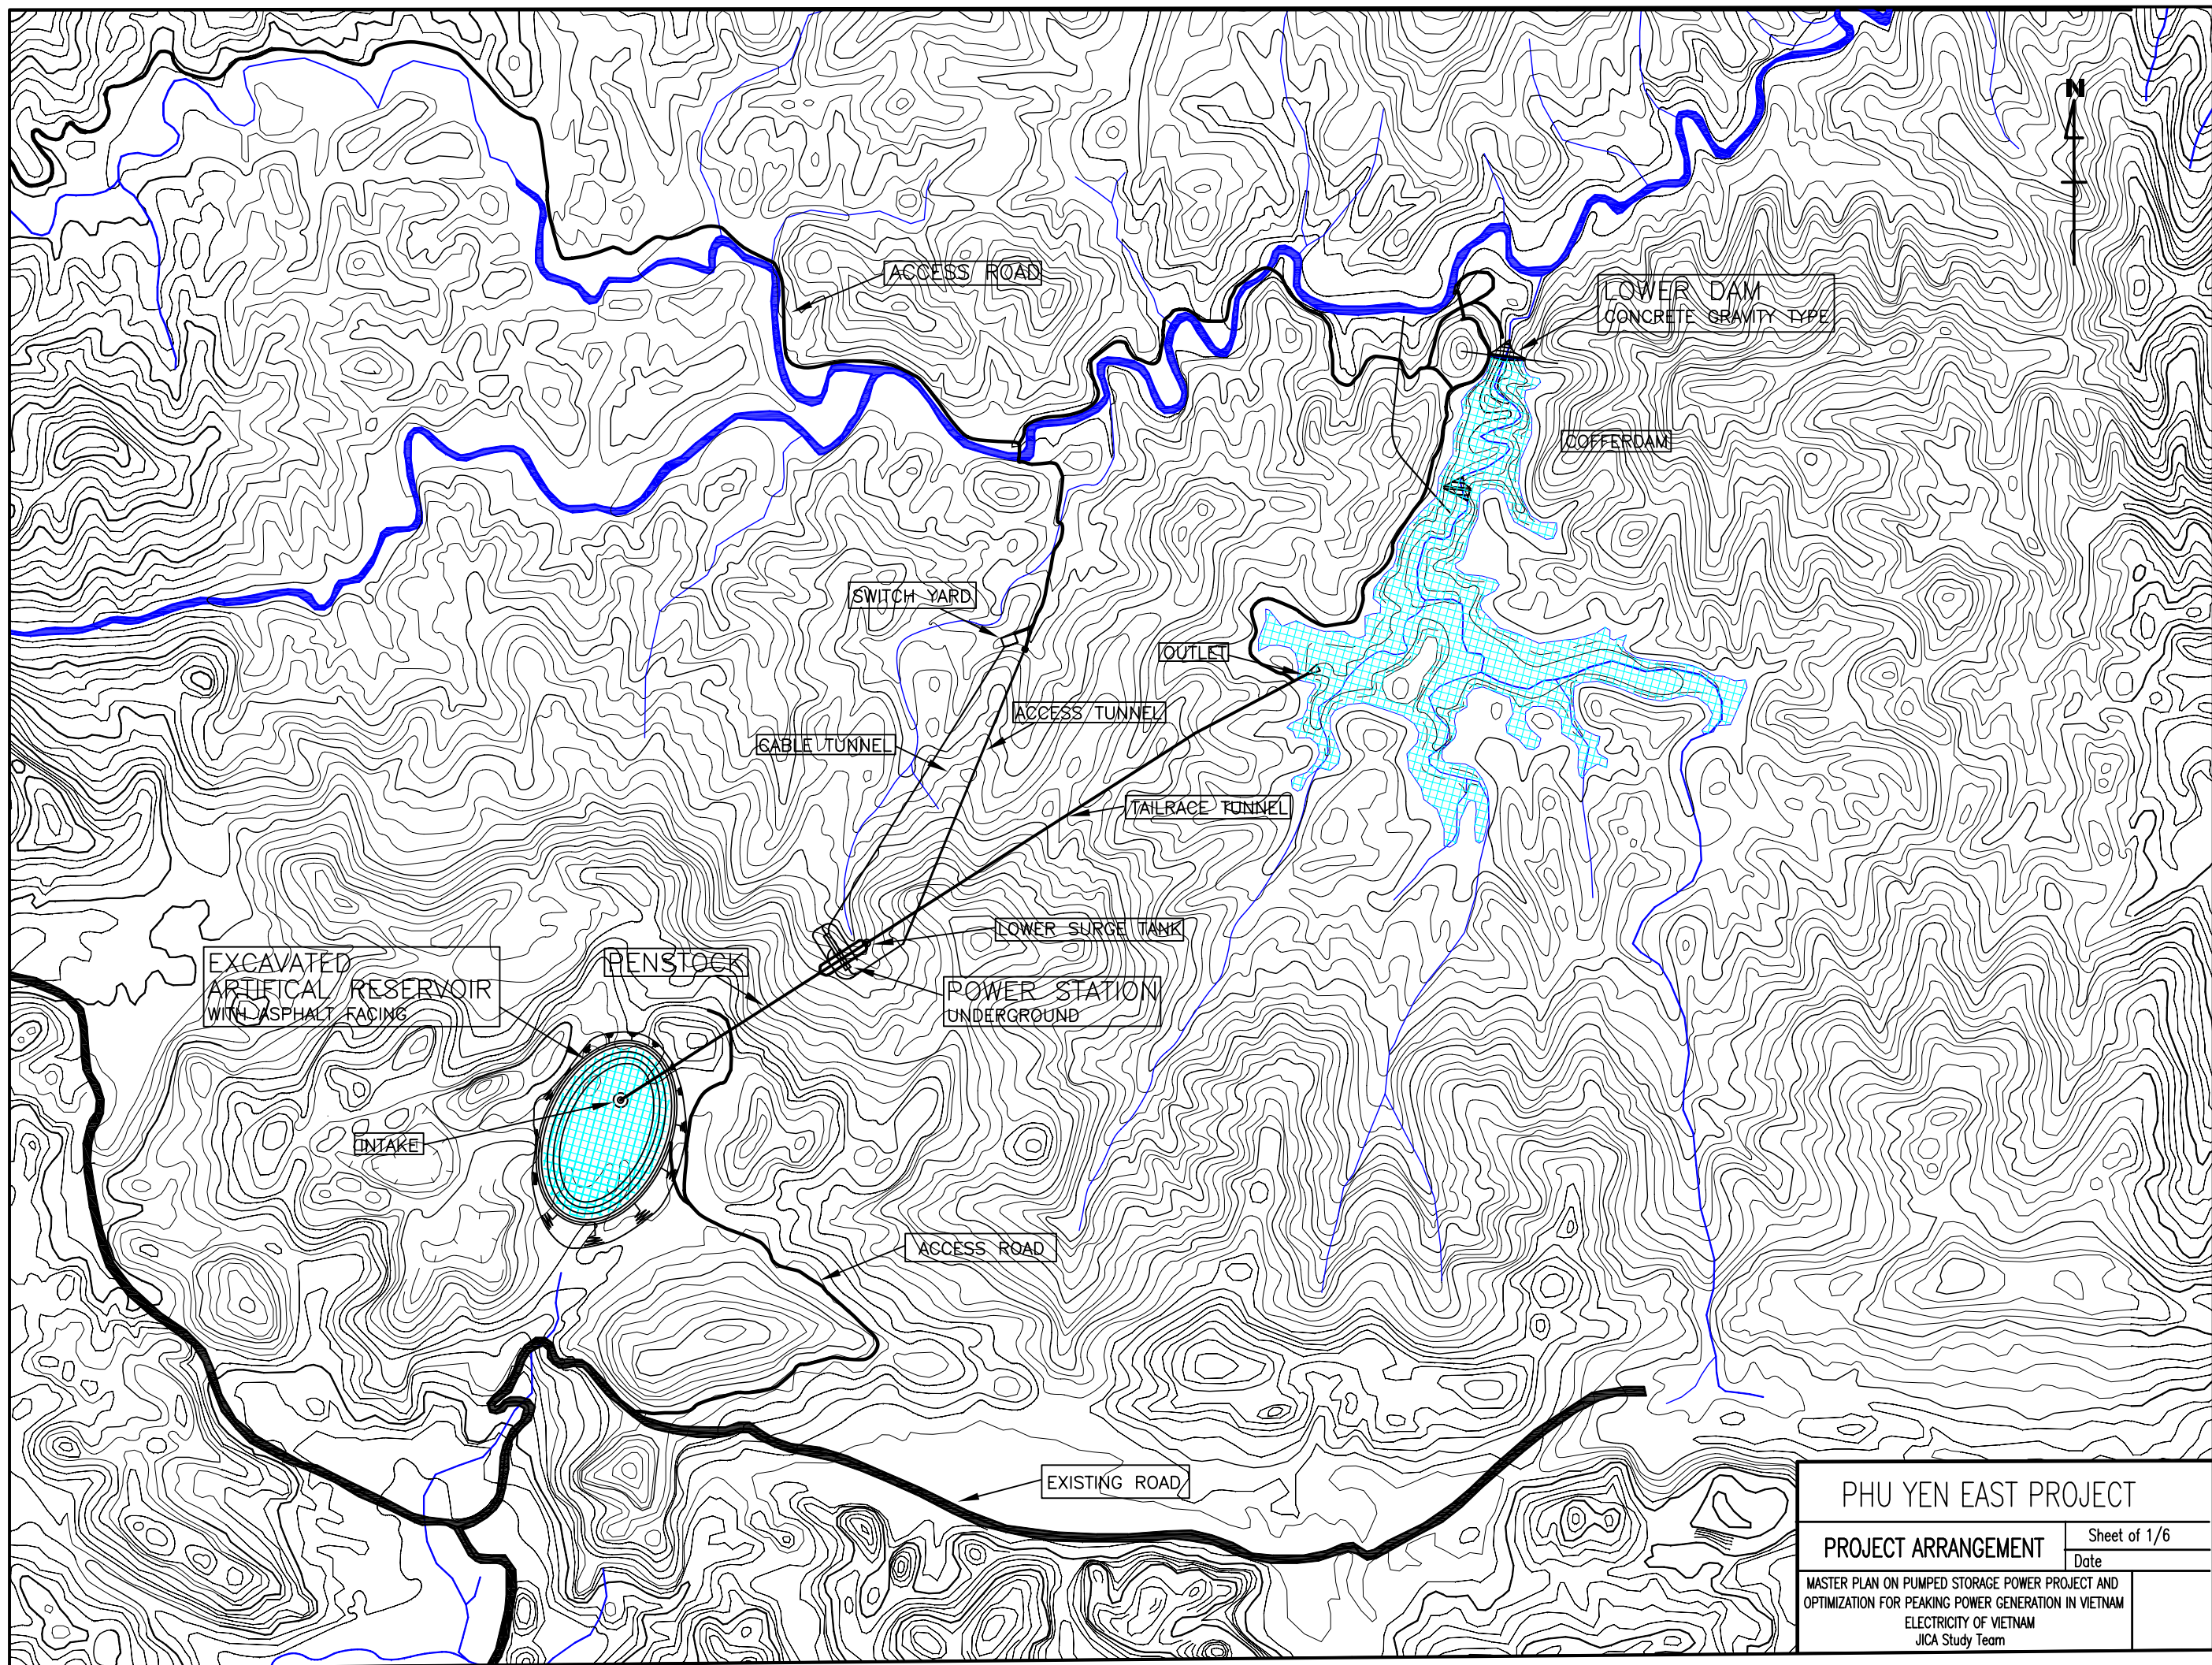 N
ACCESS ROAD
LOWER DAM
CONCRETE GRAVITY TYPE
COFFERDAM
SWITCH YARD
OUTLET
ACCESS TUNNEL
CABLE TUNNEL
TAILRACE TUNNEL
LOWER SURGE TANK
EXCAVATED
ARTIFICAL RESERVOIR
WITH ASPHALT FACING
PENSTOCK
POWER STATION
UNDERGROUND
INTAKE
ACCESS ROAD
EXISTING ROAD
PHU YEN EAST PROJECT
PROJECT ARRANGEMENT
Sheet of 1/6
Date
MASTER PLAN ON PUMPED STORAGE POWER PROJECT AND
OPTIMIZATION FOR PEAKING POWER GENERATION IN VIETNAM
ELECTRICITY OF VIETNAM
JICA Study Team